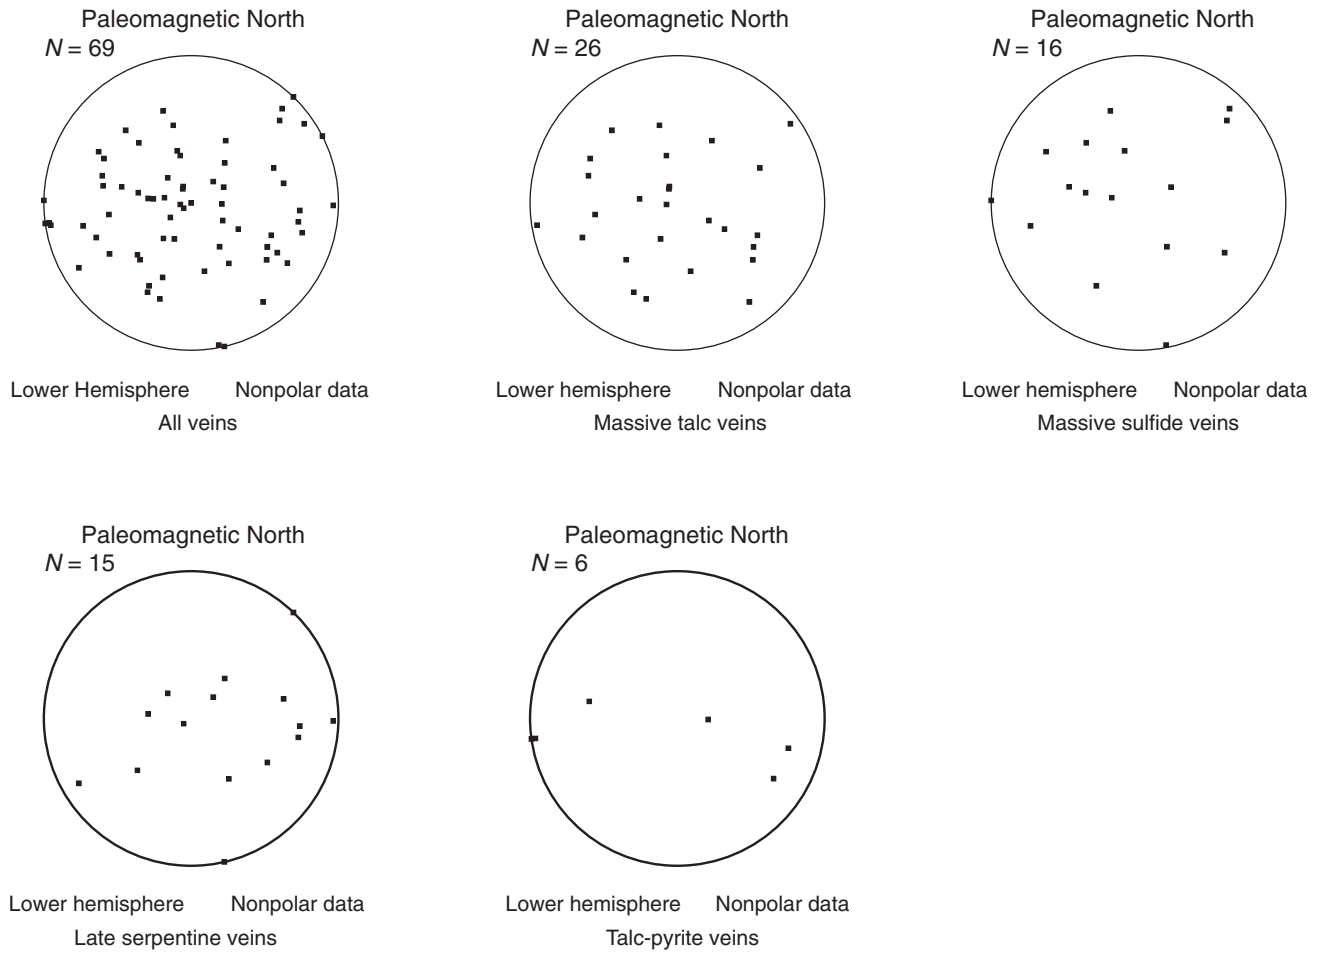 Paleomagnetic North
N = 69
Lower Hemisphere Nonpolar data
All veins
Paleomagnetic North
N = 26
Lower hemisphere Nonpolar data
Massive talc veins
Paleomagnetic North
N = 16
Lower hemisphere Nonpolar data
Massive sulfide veins
Paleomagnetic North
N = 15
Lower hemisphere Nonpolar data
Late serpentine veins
Paleomagnetic North
N = 6
Lower hemisphere Nonpolar data
Talc-pyrite veins